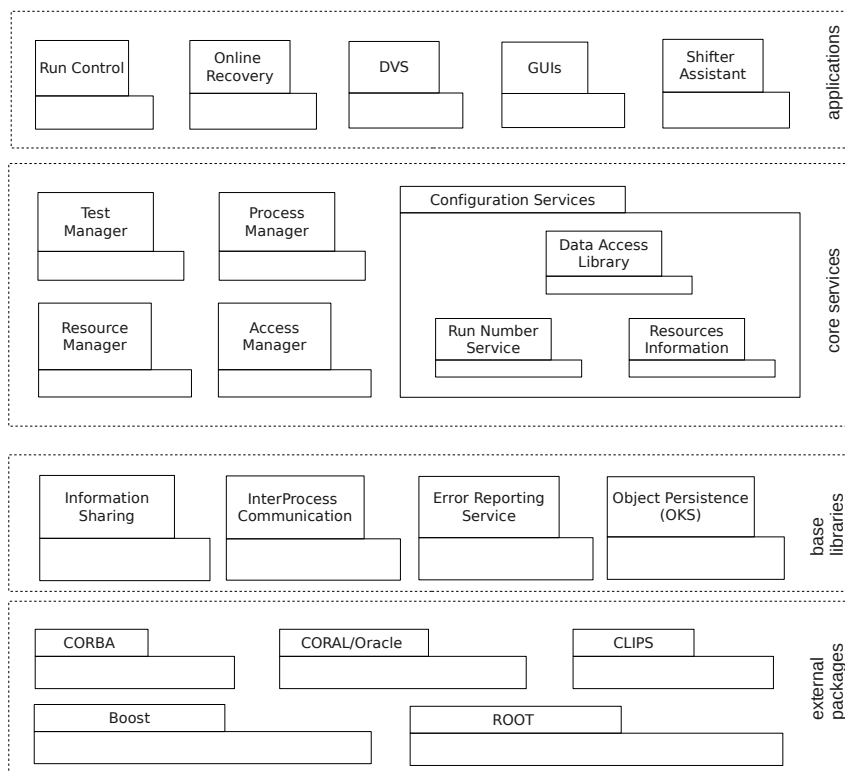 Run Control
Online
Recovery
DVS
GUIs
Shifter
Assistant
applications
Test
Manager
Process
Manager
Configuration Services
Data Access
Library
Resource
Manager
Access
Manager
Run Number
Service
Resources
Information
core services
Information
Sharing
InterProcess
Communication
Error Reporting
Service
Object Persistence
(OKS)
base
libraries
CORBA
CORAL/Oracle
CLIPS
Boost
ROOT
external
packages